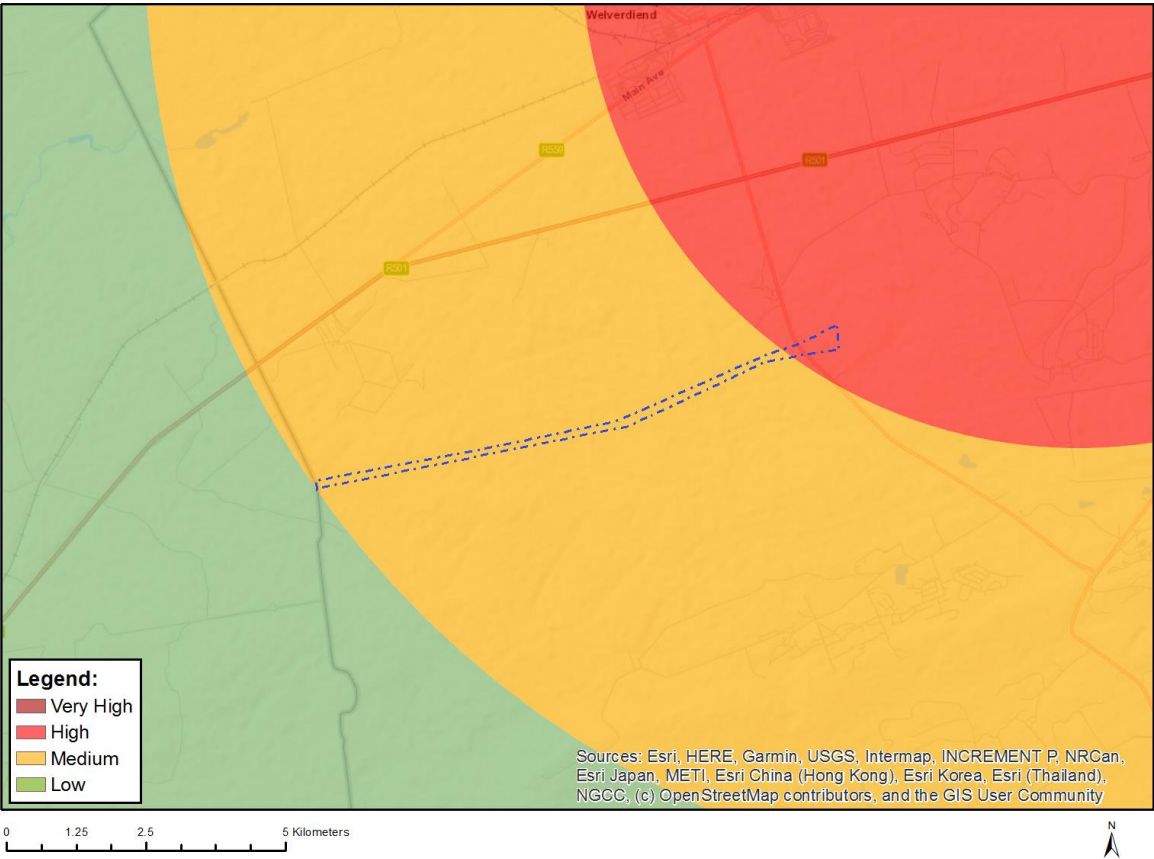 Welverdiend
Main Ave
R559
R501
R501
Legend:
Very High
High
Medium
Low
Sources: Esri, HERE, Garmin, USGS, Intermap, INCREMENT P, NRCan,
Esri Japan, METI, Esri China (Hong Kong), Esri Korea, Esri (Thailand),
NGCC, (c) OpenStreetMap contributors, and the GIS User Community
0 1.25 2.5 5 Kilometers
N